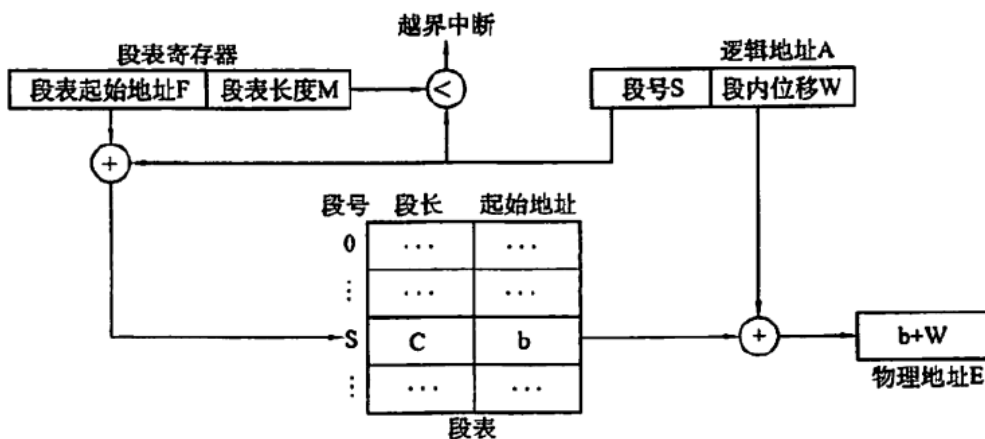 越界中断
段表寄存器
逻辑地址A
段表起始地址F 段表长度M
<
段号S 段内位移W
+
段号 段长 起始地址
0 ··· ···
⋮ ··· ···
S C b
+
b+W
⋮ ··· ···
物理地址E
段表